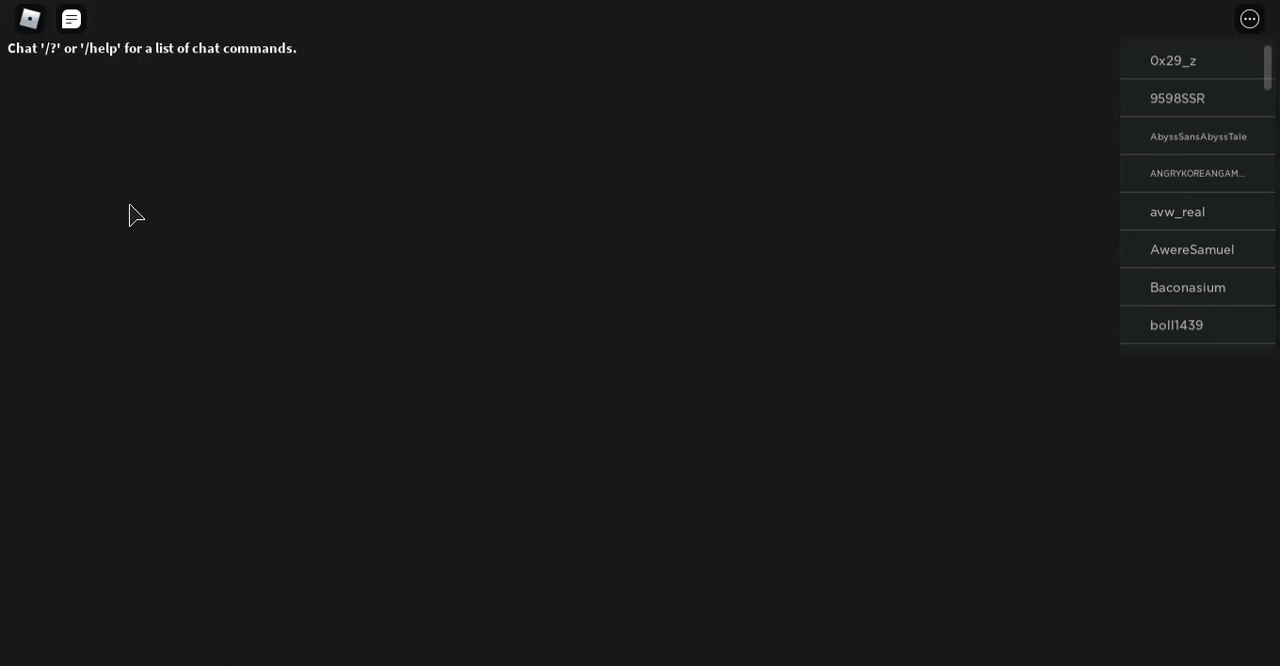 Chat '/?' or '/help' for a list of chat commands.
0x29_z
9598SSR
AbyssSansAbyssTale
ANGRYKOREANGAM...
avw_real
AwereSamuel
Baconasium
boll1439